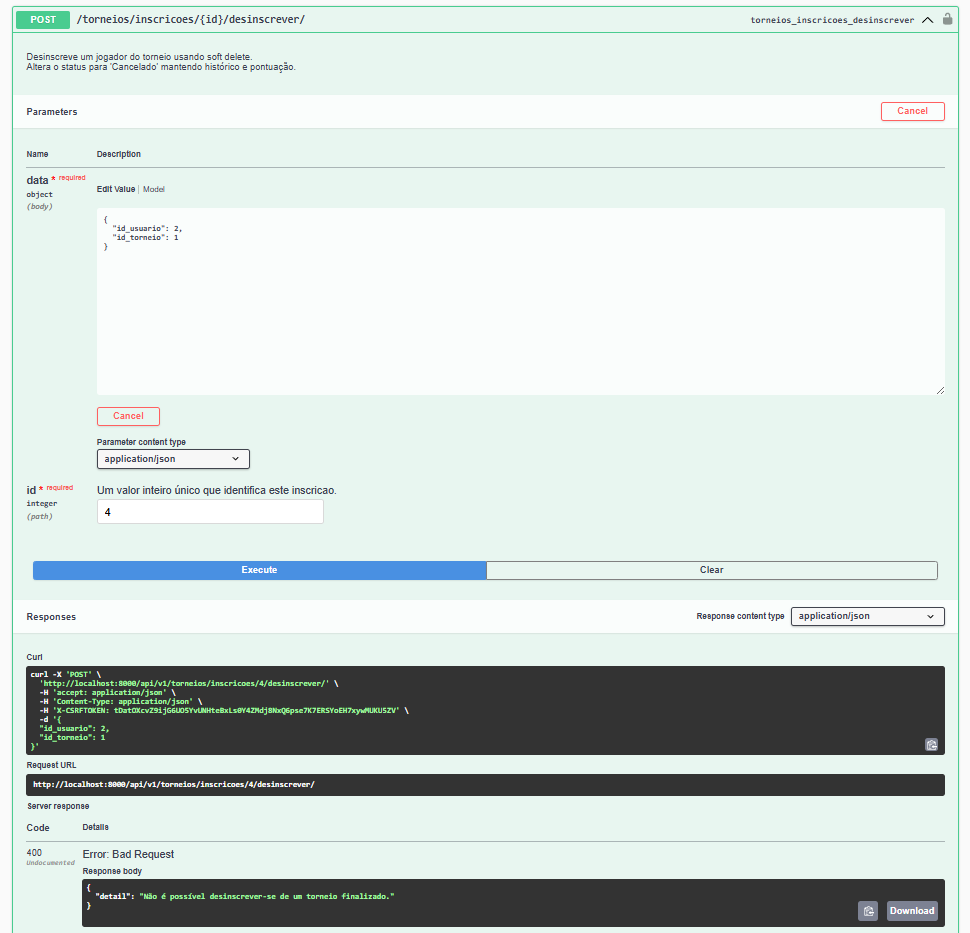 POST /torneios/inscricoes/{id}/desinscrever/ torneios_inscricoes_desinscrever
Desinscreve um jogador do torneio usando soft delete.
Altera o status para 'Cancelado' mantendo histórico e pontuação.
Parameters Cancel
Name Description
data * required
object
(body)
Edit Value | Model
{
"id_usuario": 2,
"id_torneio": 1
}
Cancel
Parameter content type
application/json
id * required
integer
(path)
Um valor inteiro único que identifica este inscricao.
4
Execute Clear
Responses Response content type application/json
Curl
curl -X 'POST' \
'http://localhost:8000/api/v1/torneios/inscricoes/4/desinscrever/' \
-H 'accept: application/json' \
-H 'Content-Type: application/json' \
-H 'X-CSRFTOKEN: tDatOXcvZ9ijG6UO5YvUNHteBxLs0Y4ZMdj8NxQ6pse7K7ERSYoEH7xywMUKUSZV' \
-d '{
"id_usuario": 2,
"id_torneio": 1
}'
Request URL
http://localhost:8000/api/v1/torneios/inscricoes/4/desinscrever/
Server response
Code Details
400
Undocumented
Error: Bad Request
Response body
{
"detail": "Não é possível desinscrever-se de um torneio finalizado."
}
Download